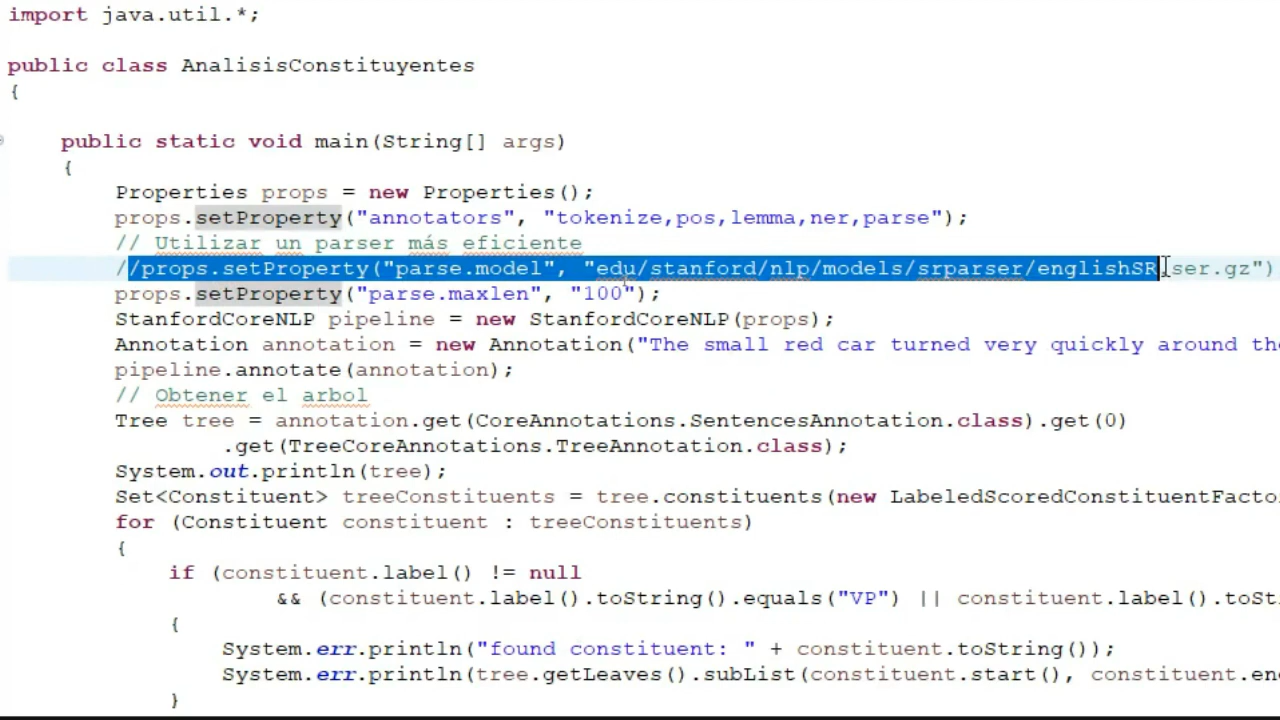 import java.util.*;
public class AnalisisConstituyentes
{
public static void main(String[] args)
{
Properties props = new Properties();
props.setProperty("annotators", "tokenize,pos,lemma,ner,parse");
// Utilizar un parser más eficiente
//props.setProperty("parse.model", "edu/stanford/nlp/models/srparser/englishSR.ser.gz")
props.setProperty("parse.maxlen", "100");
StanfordCoreNLP pipeline = new StanfordCoreNLP(props);
Annotation annotation = new Annotation("The small red car turned very quickly around the
pipeline.annotate(annotation);
// Obtener el arbol
Tree tree = annotation.get(CoreAnnotations.SentencesAnnotation.class).get(0)
.get(TreeCoreAnnotations.TreeAnnotation.class);
System.out.println(tree);
Set<Constituent> treeConstituents = tree.constituents(new LabeledScoredConstituentFacto
for (Constituent constituent : treeConstituents)
{
if (constituent.label() != null
&& (constituent.label().toString().equals("VP") || constituent.label().toSt
{
System.err.println("found constituent: " + constituent.toString());
System.err.println(tree.getLeaves().subList(constituent.start(), constituent.en
}